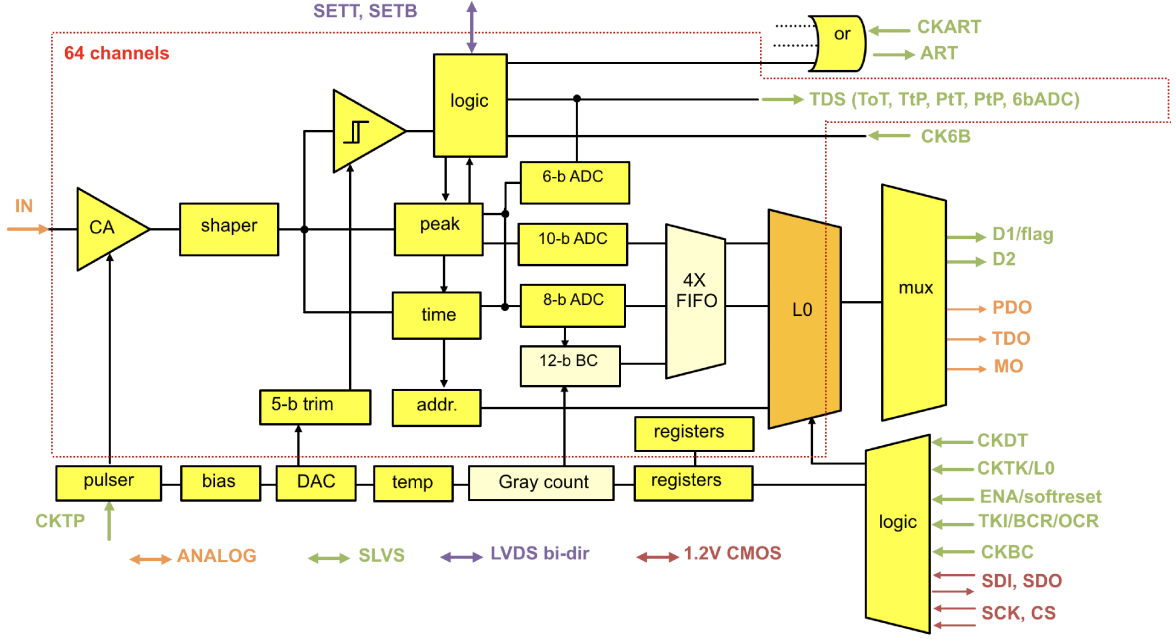 SETT, SETB
64 channels
or
CKART
ART
logic
TDS (ToT, TtP, PtT, PtP, 6bADC)
CK6B
6-b ADC
IN
CA
shaper
peak
10-b ADC
D1/flag
D2
4X
FIFO
mux
8-b ADC
time
L0
PDO
TDO
MO
12-b BC
5-b trim
addr.
registers
CKDT
pulser
bias
DAC
temp
Gray count
registers
CKTK/L0
ENA/softreset
CKTP
logic
TKI/BCR/OCR
ANALOG
SLVS
LVDS bi-dir
1.2V CMOS
CKBC
SDI, SDO
SCK, CS